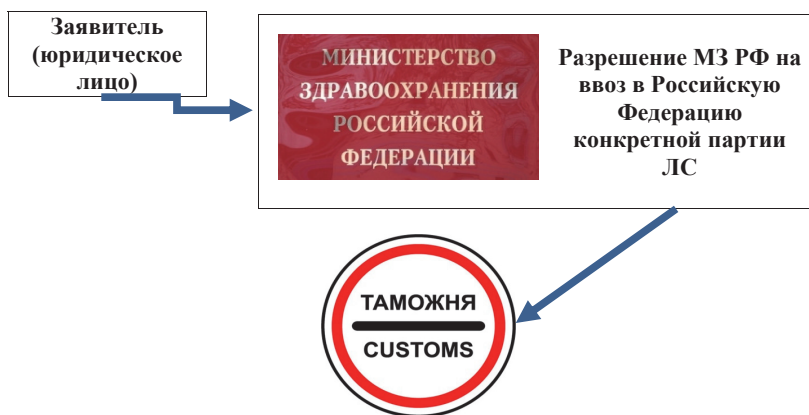 Заявитель
(юридическое
лицо)
МИНИСТЕРСТВО
ЗДРАВООХРАНЕНИЯ
РОССИЙСКОЙ
ФЕДЕРАЦИИ
Разрешение МЗ РФ на
ввоз в Российскую
Федерацию
конкретной партии
ЛС
ТАМОЖНЯ
CUSTOMS